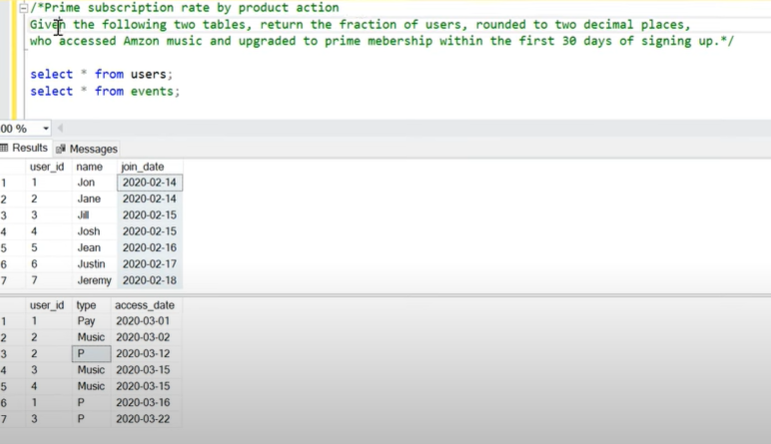 /*Prime subscription rate by product action
Given the following two tables, return the fraction of users, rounded to two decimal places,
who accessed Amzon music and upgraded to prime mebership within the first 30 days of signing up.*/
select * from users;
select * from events;
00 %
Results Messages
user_id name join_date
1 1 Jon 2020-02-14
2 2 Jane 2020-02-14
3 3 Jill 2020-02-15
4 4 Josh 2020-02-15
5 5 Jean 2020-02-16
6 6 Justin 2020-02-17
7 7 Jeremy 2020-02-18
user_id type access_date
1 1 Pay 2020-03-01
2 2 Music 2020-03-02
3 2 P 2020-03-12
4 3 Music 2020-03-15
5 4 Music 2020-03-15
6 1 P 2020-03-16
7 3 P 2020-03-22